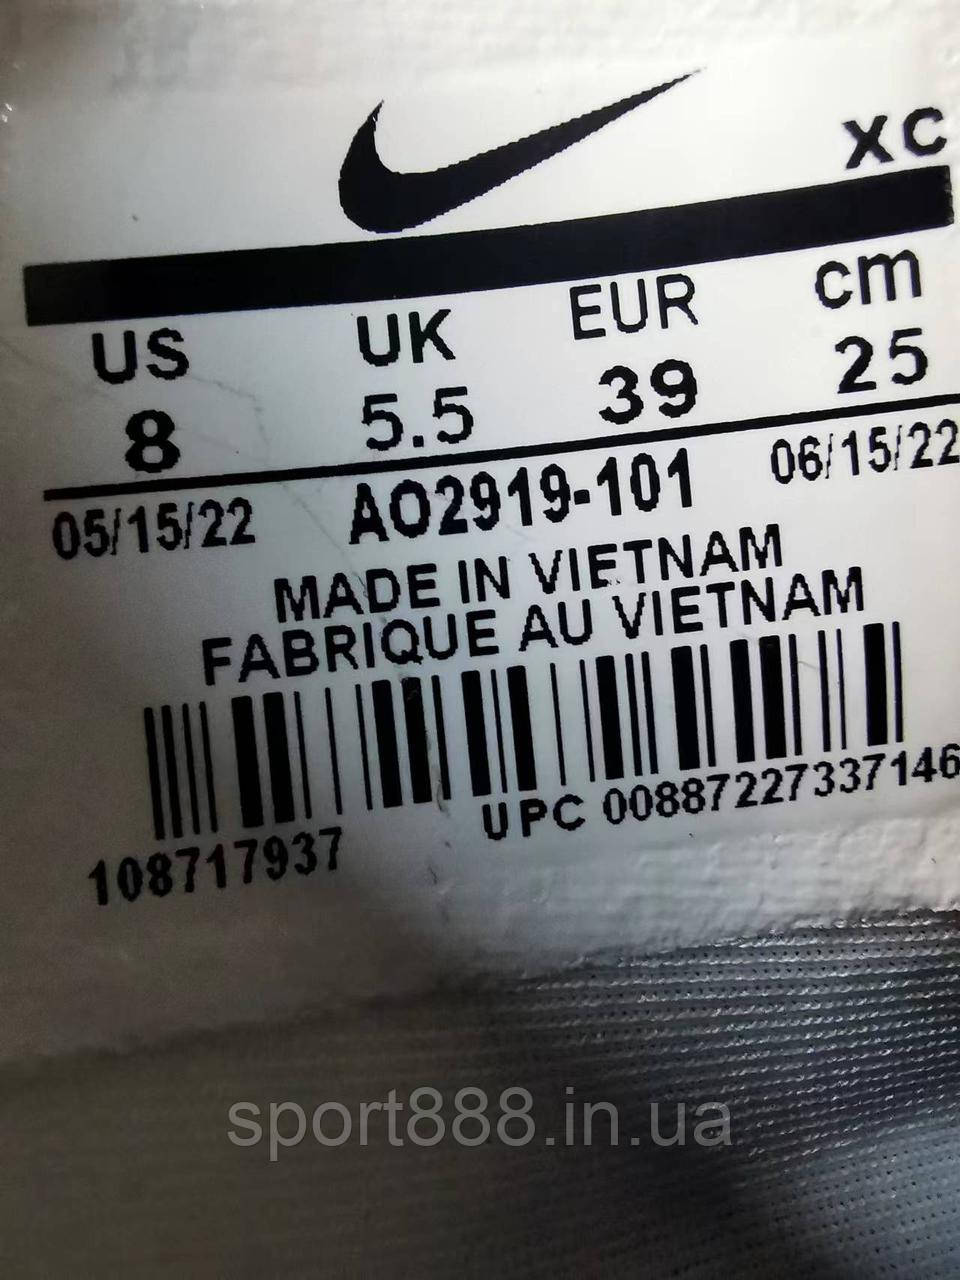 XC
US UK EUR cm
8 5.5 39 25
05/15/22 AO2919-101 06/15/22
MADE IN VIETNAM
FABRIQUE AU VIETNAM
UPC 00887227337146
108717937
sport888.in.ua